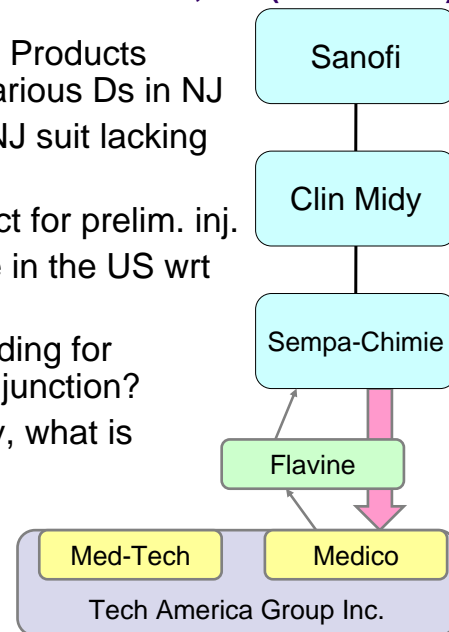 Products
arious Ds in NJ
NJ suit lacking
ct for prelim. inj.
e in the US wrt
ding for
junction?
y, what is
Sanofi
Clin Midy
Sempa-Chimie
Flavine
Med-Tech
Medico
Tech America Group Inc.